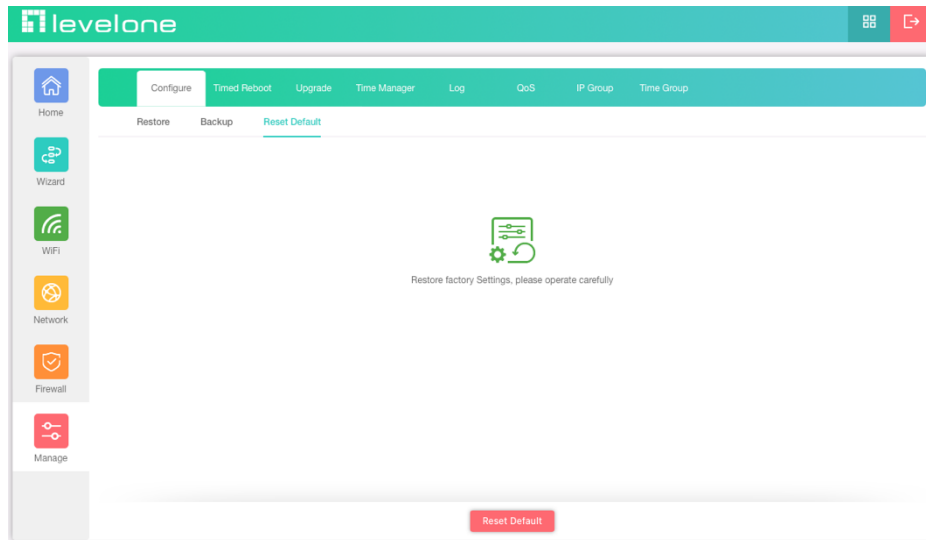 levelone
Home
Wizard
WiFi
Network
Firewall
Manage
Configure Timed Reboot Upgrade Time Manager Log QoS IP Group Time Group
Restore Backup Reset Default
Restore factory Settings, please operate carefully
Reset Default